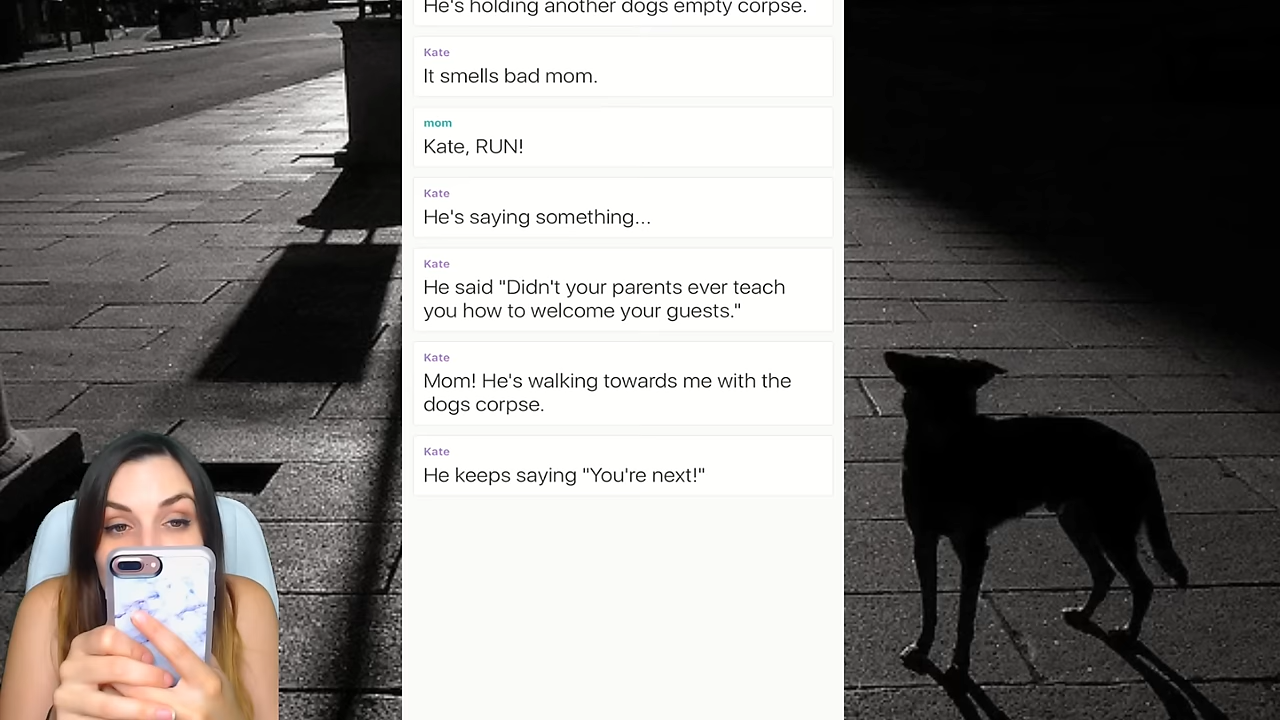 He's holding another dogs empty corpse.
Kate
It smells bad mom.
mom
Kate, RUN!
Kate
He's saying something...
Kate
He said "Didn't your parents ever teach
you how to welcome your guests."
Kate
Mom! He's walking towards me with the
dogs corpse.
Kate
He keeps saying "You're next!"